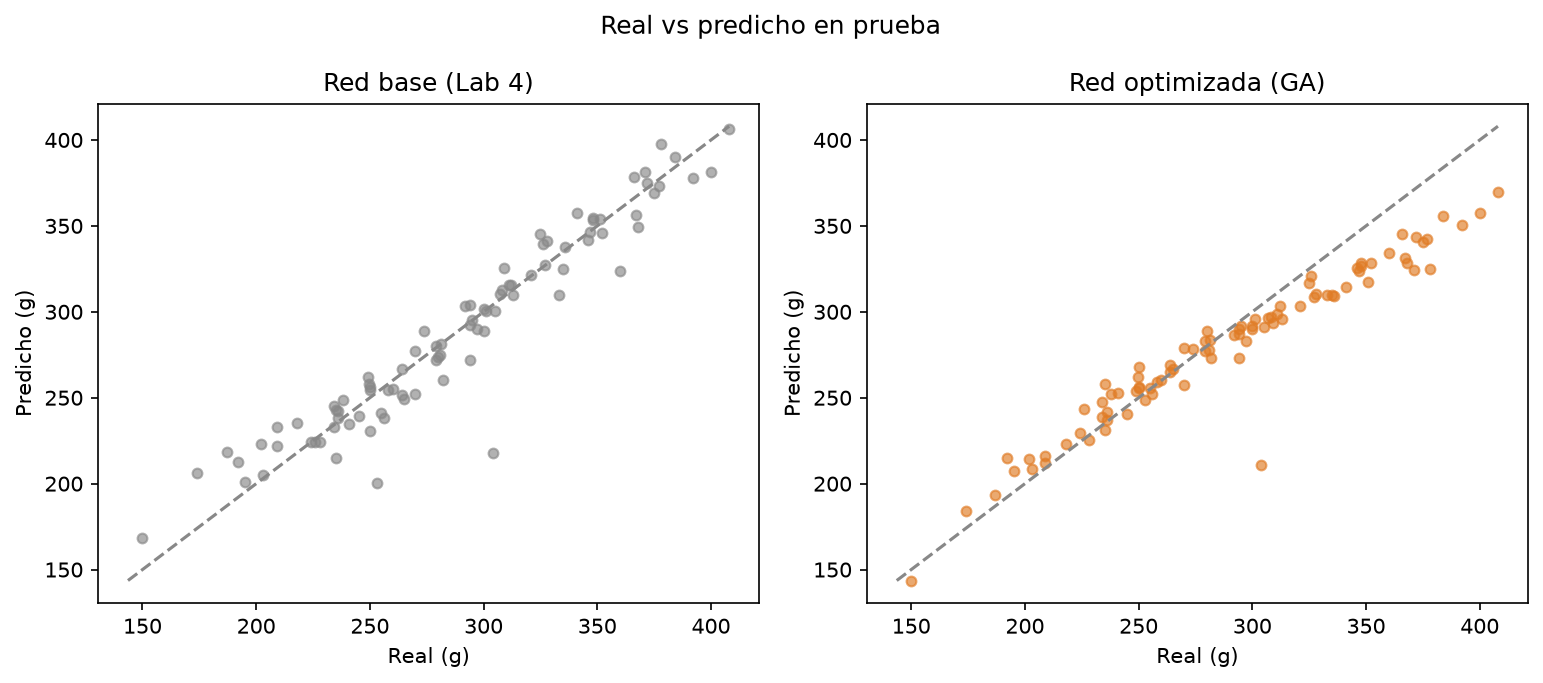 Real vs predicho en prueba
Red base (Lab 4)
Predicho (g)
400
350
300
250
200
150
150 200 250 300 350 400
Real (g)
Red optimizada (GA)
Predicho (g)
400
350
300
250
200
150
150 200 250 300 350 400
Real (g)